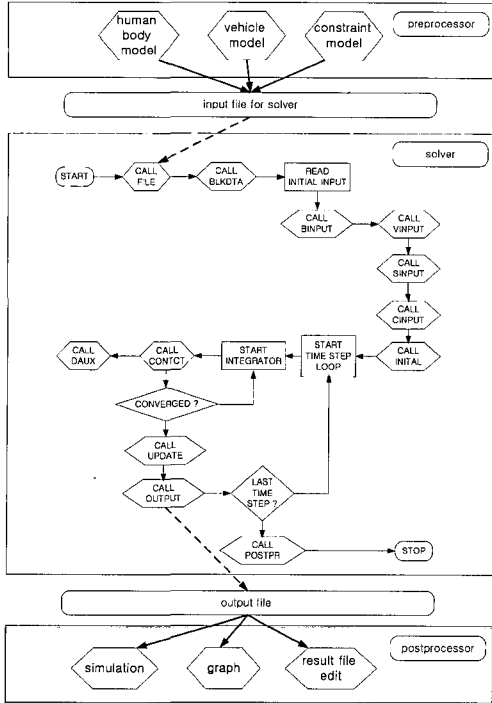 human
body
model
vehicle
model
constraint
model
preprocessor
input file for solver
solver
START
CALL
FILE
CALL
BLKDTA
READ
INITIAL INPUT
CALL
BINPUT
CALL
VINPUT
CALL
SINPUT
CALL
CINPUT
CALL
DAUX
CALL
CONTCT
START
INTEGRATOR
START
TIME STEP
LOOP
CALL
INITAL
CONVERGED ?
CALL
UPDATE
CALL
OUTPUT
LAST
TIME
STEP ?
CALL
POSTPR
STOP
output file
postprocessor
simulation
graph
result file
edit